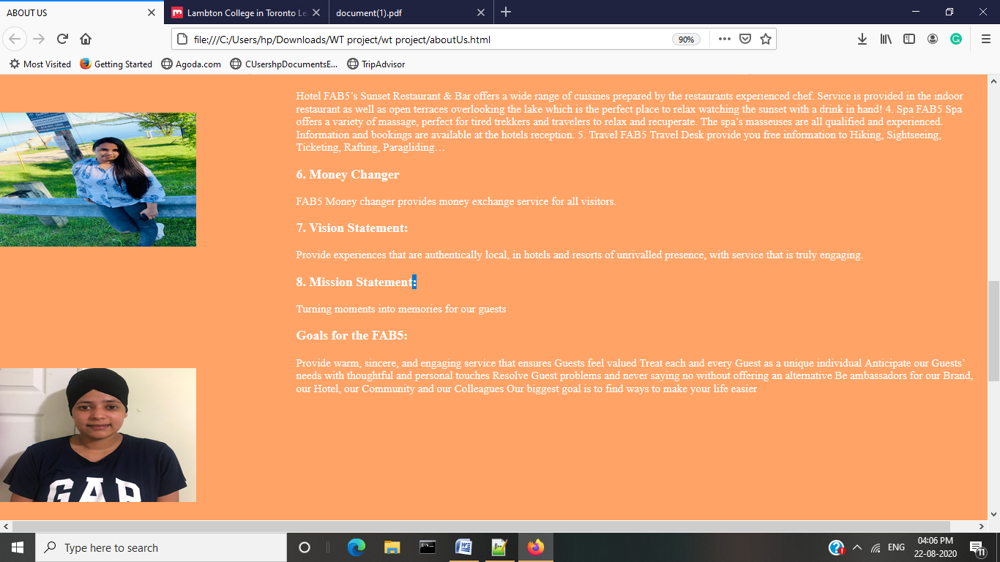 ABOUT US
Lambton College in Toronto Le
document(1).pdf
file:///C:/Users/hp/Downloads/WT project/wt project/aboutUs.html
90%
Most Visited
Getting Started
Agoda.com
CUsershpDocumentsE...
TripAdvisor
Hotel FAB5’s Sunset Restaurant & Bar offers a wide range of cuisines prepared by the restaurants experienced chef. Service is provided in the indoor
restaurant as well as open terraces overlooking the lake which is the perfect place to relax watching the sunset with a drink in hand! 4. Spa FAB5 Spa
offers a variety of massage, perfect for tired trekkers and travelers to relax and recuperate. The spa’s masseuses are all qualified and experienced.
Information and bookings are available at the hotels reception. 5. Travel FAB5 Travel Desk provide you free information to Hiking, Sightseeing,
Ticketing, Rafting, Paragliding…
6. Money Changer
FAB5 Money changer provides money exchange service for all visitors.
7. Vision Statement:
Provide experiences that are authentically local, in hotels and resorts of unrivalled presence, with service that is truly engaging.
8. Mission Statement:
Turning moments into memories for our guests
Goals for the FAB5:
Provide warm, sincere, and engaging service that ensures Guests feel valued Treat each and every Guest as a unique individual Anticipate our Guests’
needs with thoughtful and personal touches Resolve Guest problems and never saying no without offering an alternative Be ambassadors for our Brand,
our Hotel, our Community and our Colleagues Our biggest goal is to find ways to make your life easier
GAP
Type here to search
ENG
04:06 PM
22-08-2020
11